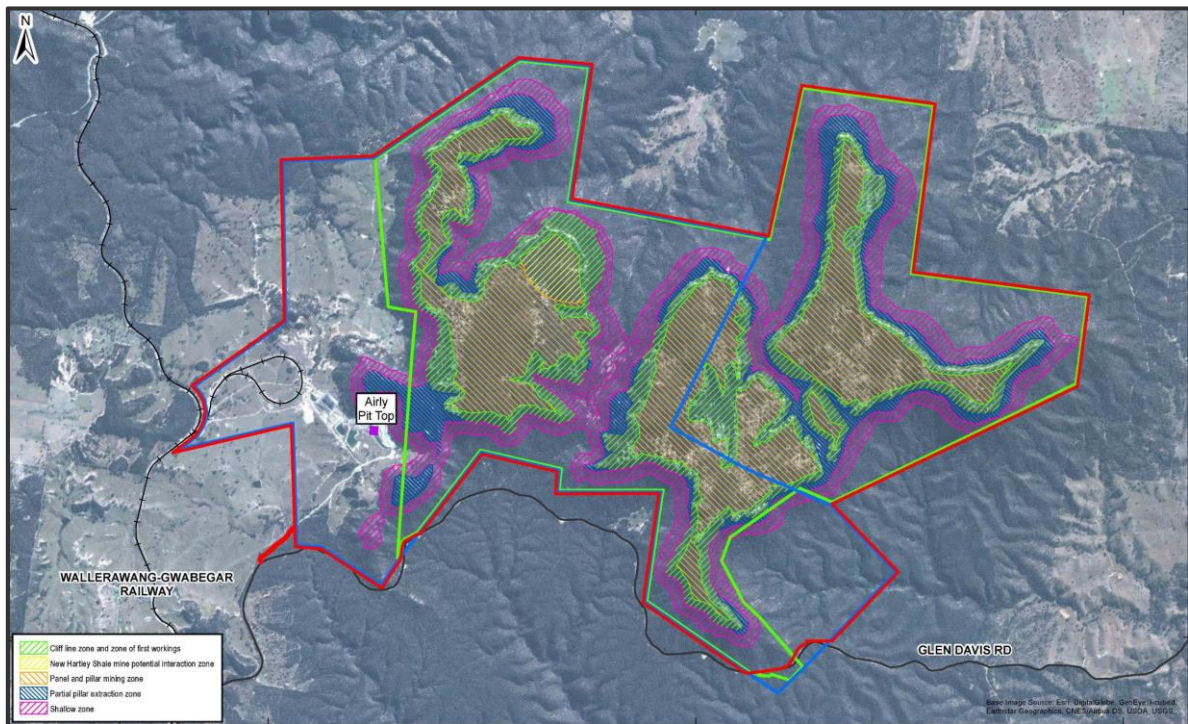 N
Airly
Pit Top
WALLERAWANG-GWABEGAR
RAILWAY
GLEN DAVIS RD
Cliff line zone and zone of first workings
New Hartley Shale mine potential interaction zone
Panel and pillar mining zone
Partial pillar extraction zone
Shallow zone
Base Image Source: Esri, DigitalGlobe, GeoEye, i-cubed,
Earthstar Geographics, CNES/Airbus DS, USDA, USGS,